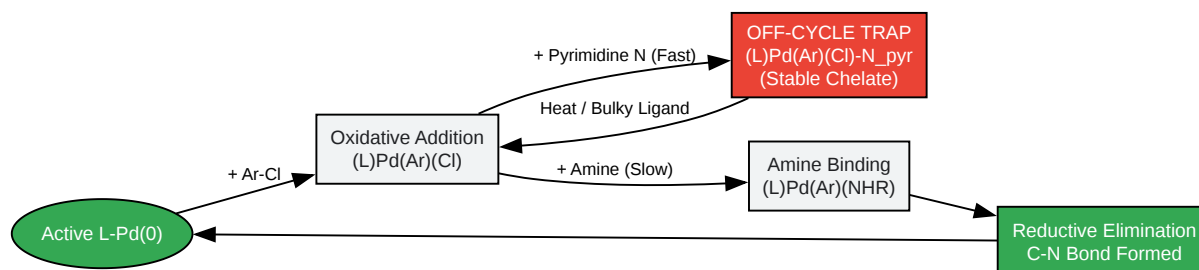 OFF-CYCLE TRAP
(L)Pd(Ar)(Cl)-N_pyr
(Stable Chelate)
+ Pyrimidine N (Fast)
Heat / Bulky Ligand
Oxidative Addition
(L)Pd(Ar)(Cl)
+ Ar-Cl
+ Amine (Slow)
Amine Binding
(L)Pd(Ar)(NHR)
Active L-Pd(0)
Reductive Elimination
C-N Bond Formed